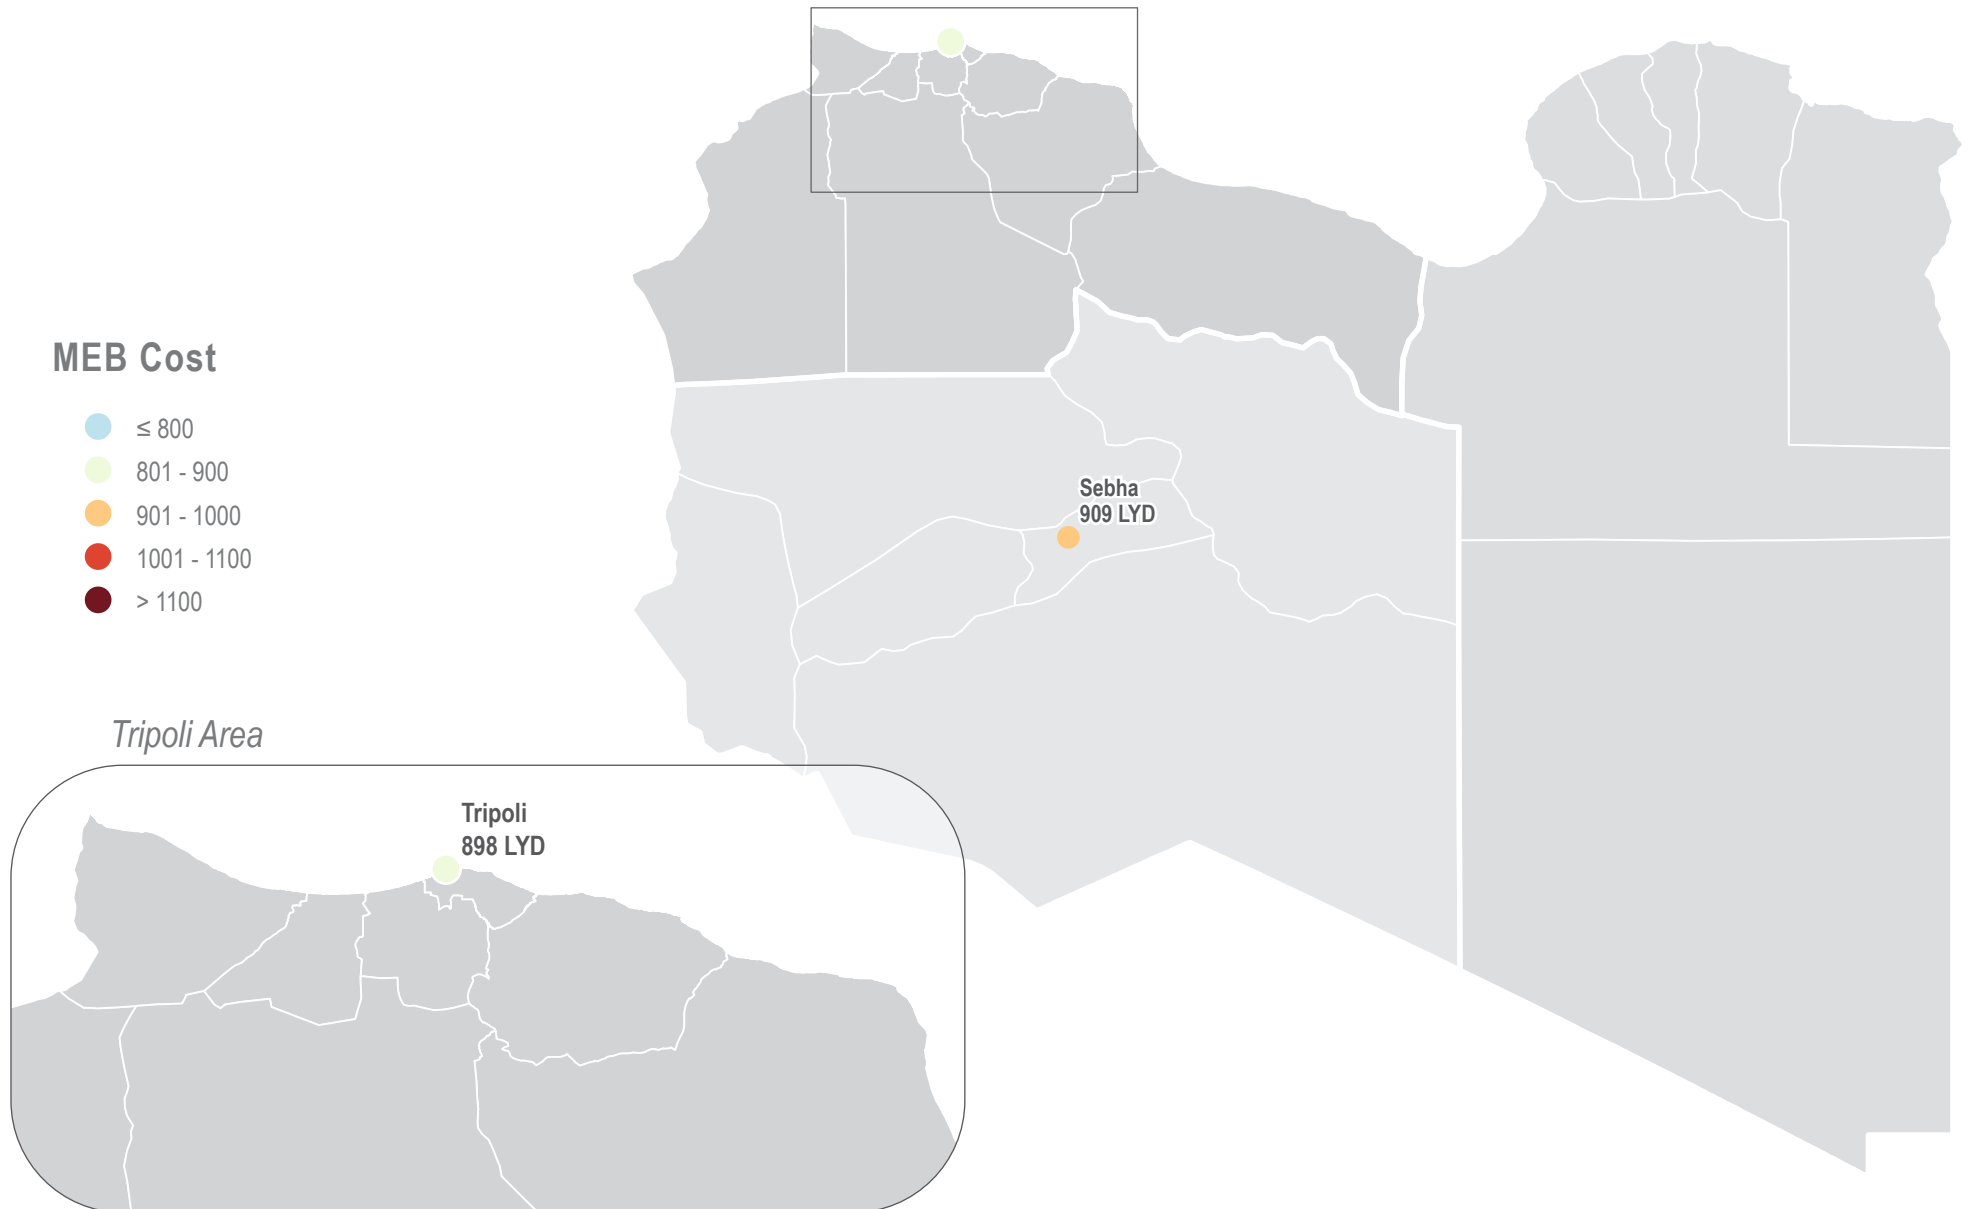 MEB Cost
≤ 800
801 - 900
901 - 1000
1001 - 1100
> 1100
Sebha
909 LYD
Tripoli Area
Tripoli
898 LYD